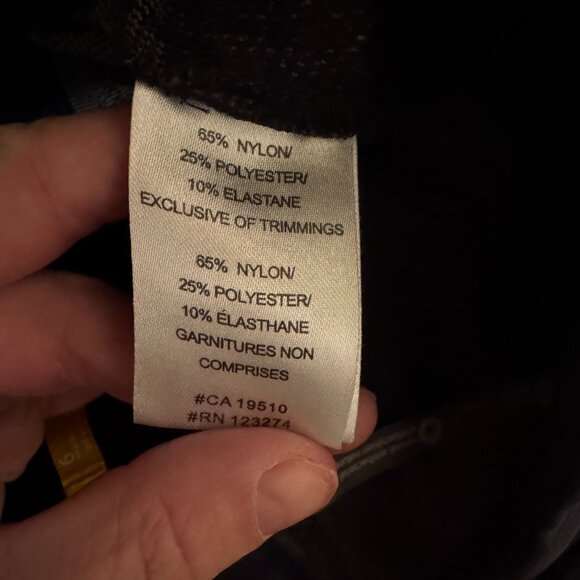 65% NYLON/
25% POLYESTER/
10% ELASTANE
EXCLUSIVE OF TRIMMINGS
65% NYLON/
25% POLYESTER/
10% ÉLASTHANE
GARNITURES NON
COMPRISES
#CA 19510
#RN 123274